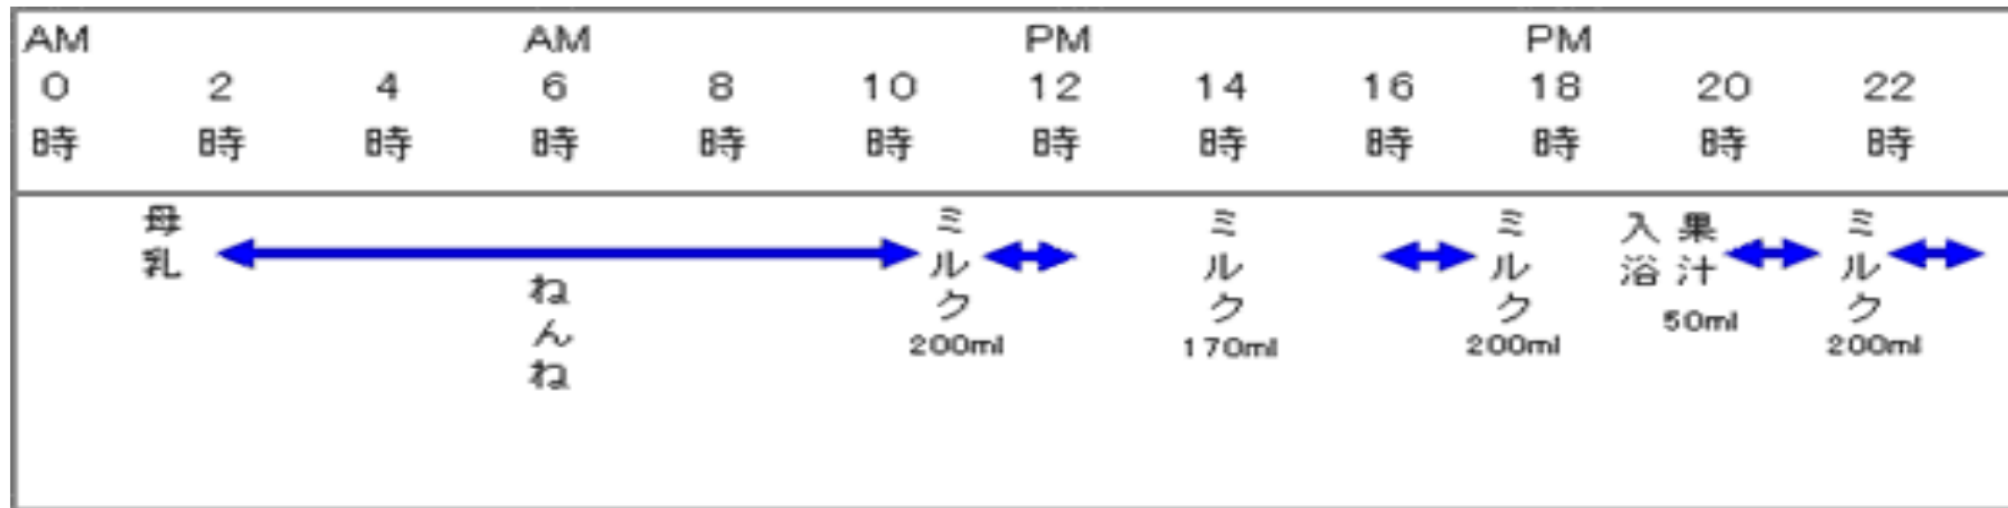 AM AM PM PM
0 2 4 6 8 10 12 14 16 18 20 22
時 時 時 時 時 時 時 時 時 時 時 時
母乳
ねんね
ミルク
200ml
ミルク
170ml
ミルク
200ml
入浴
果汁
50ml
ミルク
200ml